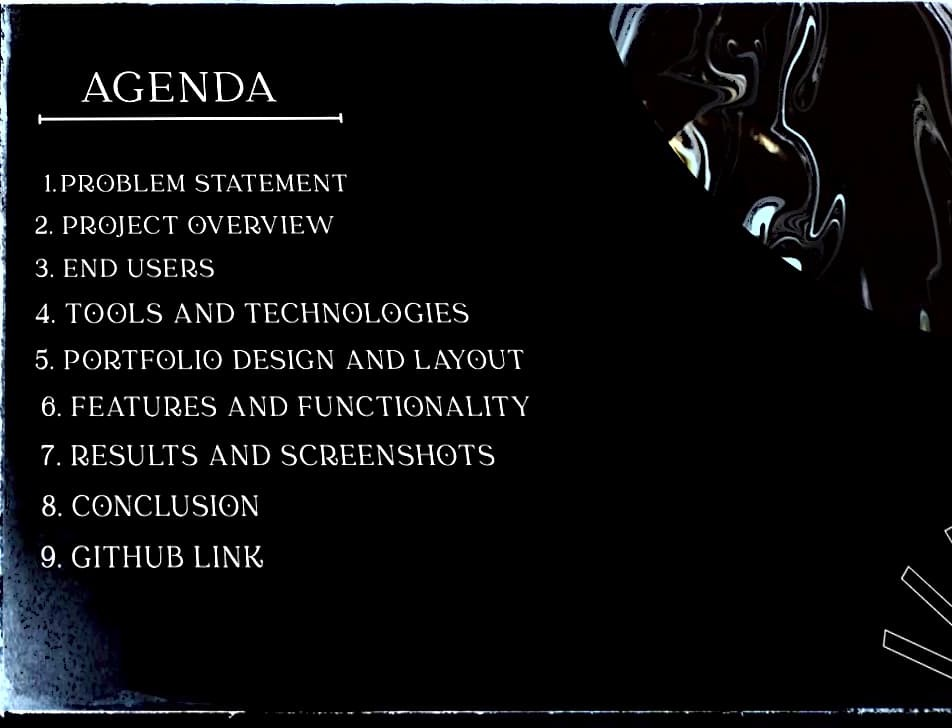 AGENDA
1.PROBLEM STATEMENT
2. PROJECT OVERVIEW
3. END USERS
4. TOOLS AND TECHNOLOGIES
5. PORTFOLIO DESIGN AND LAYOUT
6. FEATURES AND FUNCTIONALITY
7. RESULTS AND SCREENSHOTS
8. CONCLUSION
9. GITHUB LINK